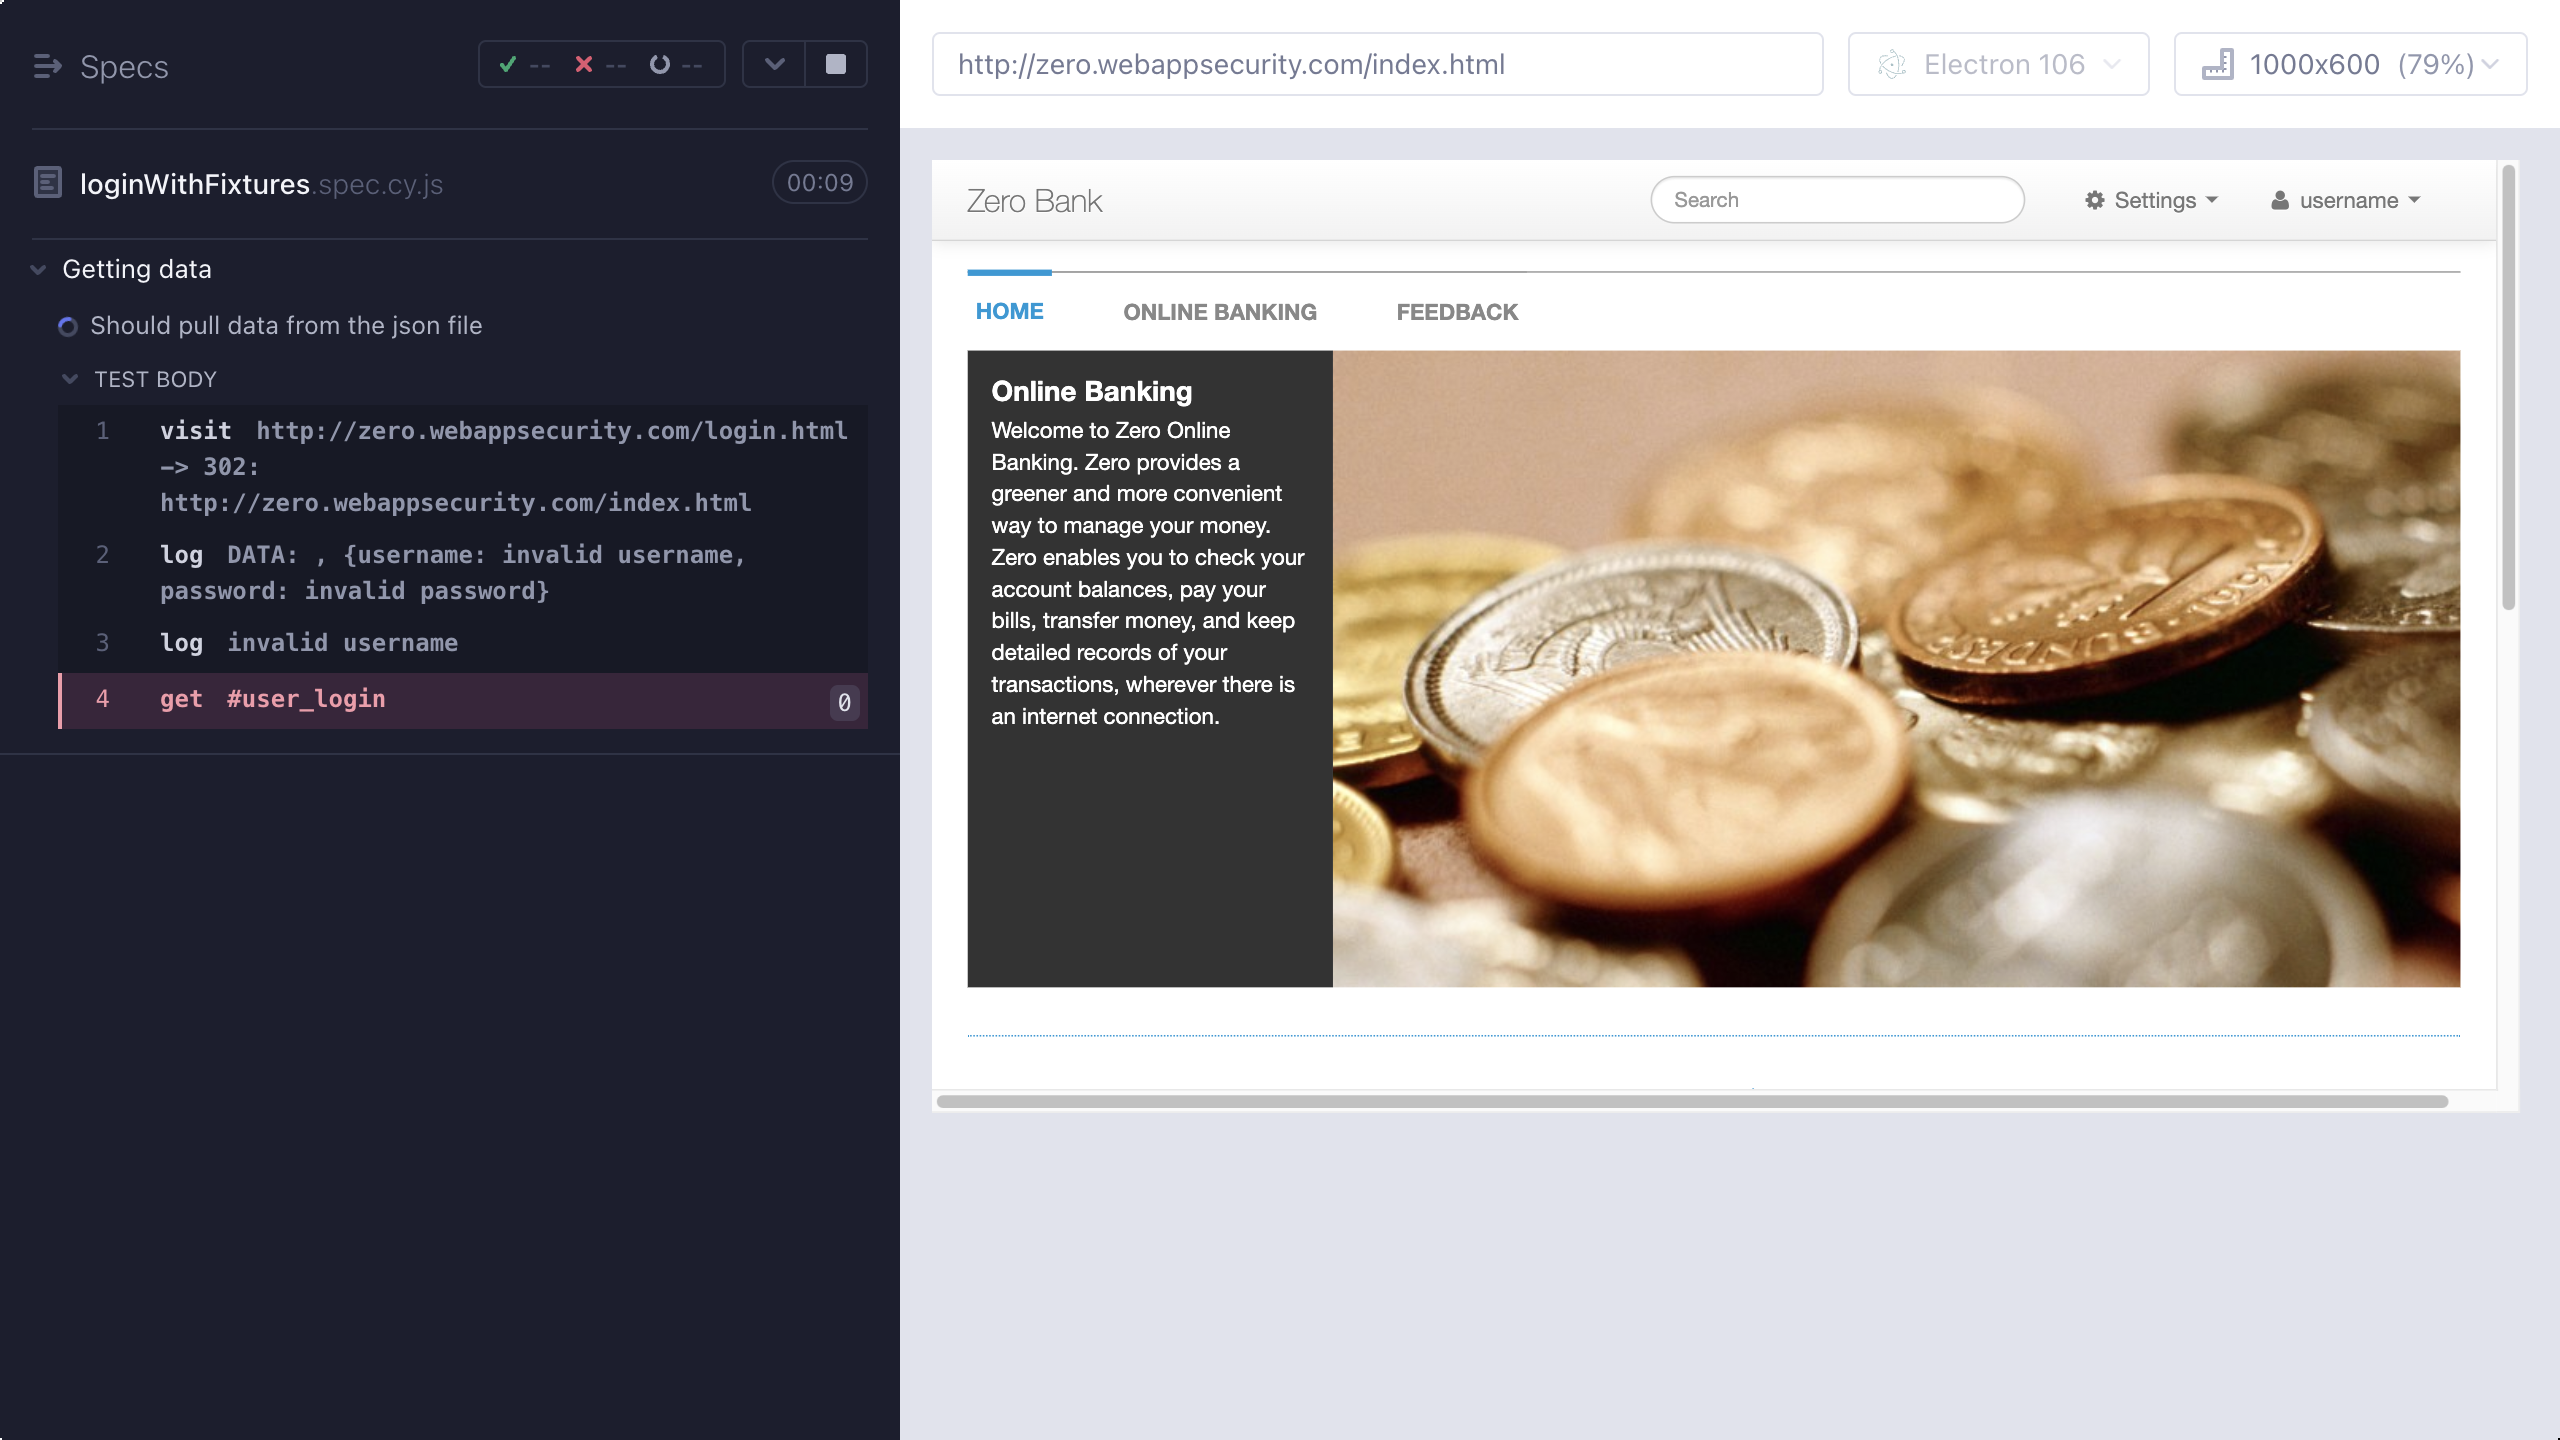 Specs
-- -- --
loginWithFixtures.spec.cy.js
00:09
Getting data
Should pull data from the json file
TEST BODY
1 visit http://zero.webappsecurity.com/login.html
-> 302:
http://zero.webappsecurity.com/index.html
2 log DATA: , {username: invalid username,
password: invalid password}
3 log invalid username
4 get #user_login 0
http://zero.webappsecurity.com/index.html
Electron 106
1000x600 (79%)
Zero Bank
Search
Settings
username
HOME ONLINE BANKING FEEDBACK
Online Banking
Welcome to Zero Online
Banking. Zero provides a
greener and more convenient
way to manage your money.
Zero enables you to check your
account balances, pay your
bills, transfer money, and keep
detailed records of your
transactions, wherever there is
an internet connection.